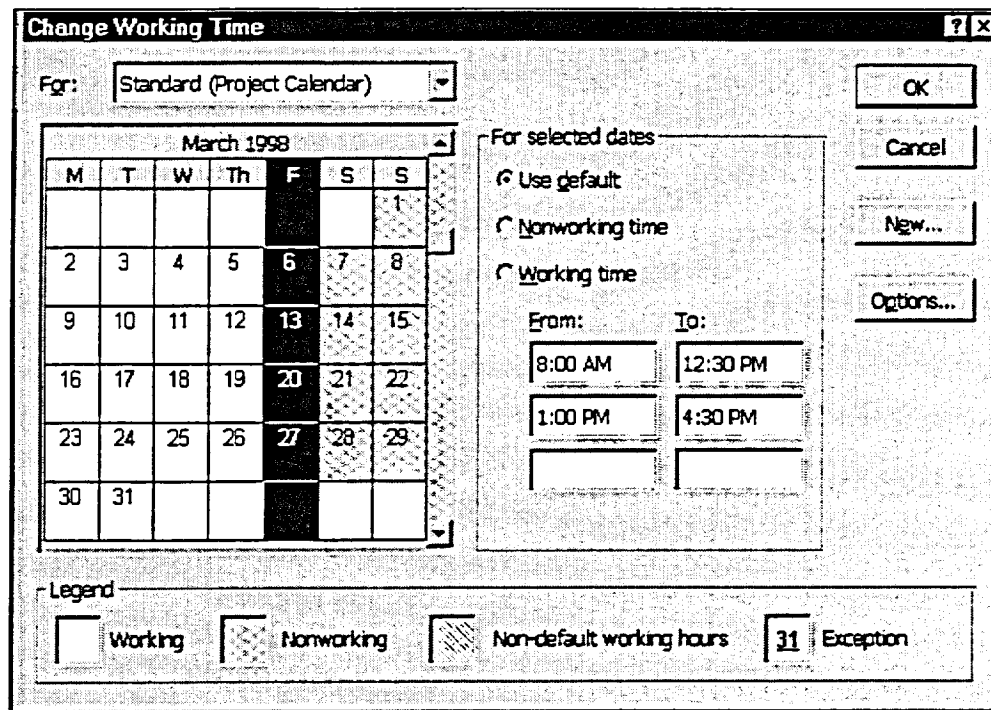 Change Working Time
For: Standard (Project Calendar)
March 1998
M T W Th F S S
1
2 3 4 5 6 7 8
9 10 11 12 13 14 15
16 17 18 19 20 21 22
23 24 25 26 27 28 29
30 31
For selected dates
Use default
Nonworking time
Working time
From: To:
8:00 AM 12:30 PM
1:00 PM 4:30 PM
OK
Cancel
New...
Options...
Legend
Working Nonworking Non-default working hours 31 Exception